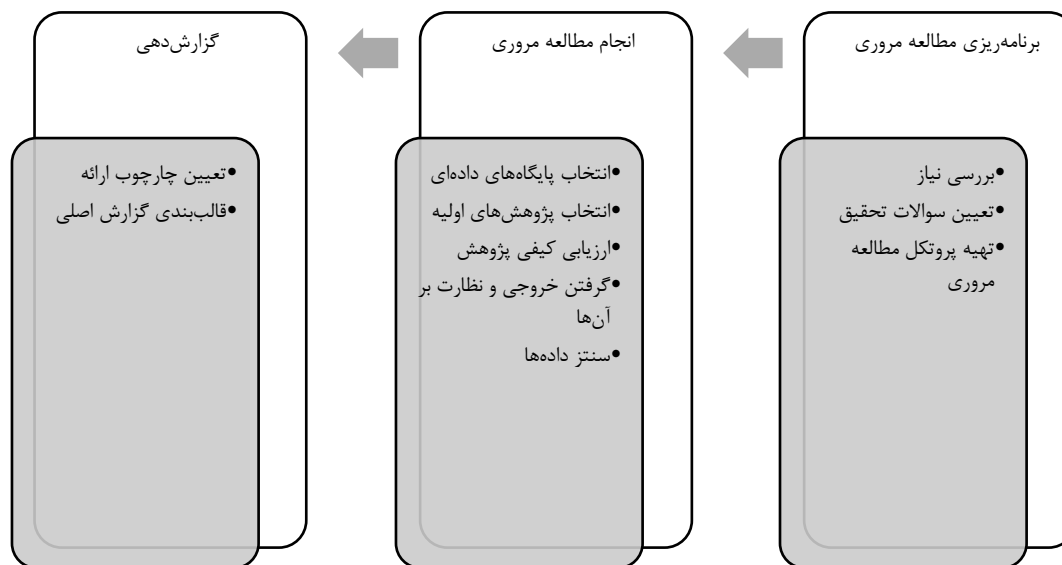 برنامه‌ریزی مطالعه مروری
•بررسی نیاز
•تعیین سوالات تحقیق
•تهیه پروتکل مطالعه
مروری
انجام مطالعه مروری
•انتخاب پایگاه‌های داده‌ای
•انتخاب پژوهش‌های اولیه
•ارزیابی کیفی پژوهش
•گرفتن خروجی و نظارت بر
آن‌ها
•سنتز داده‌ها
گزارش‌دهی
•تعیین چارچوب ارائه
•قالب‌بندی گزارش اصلی